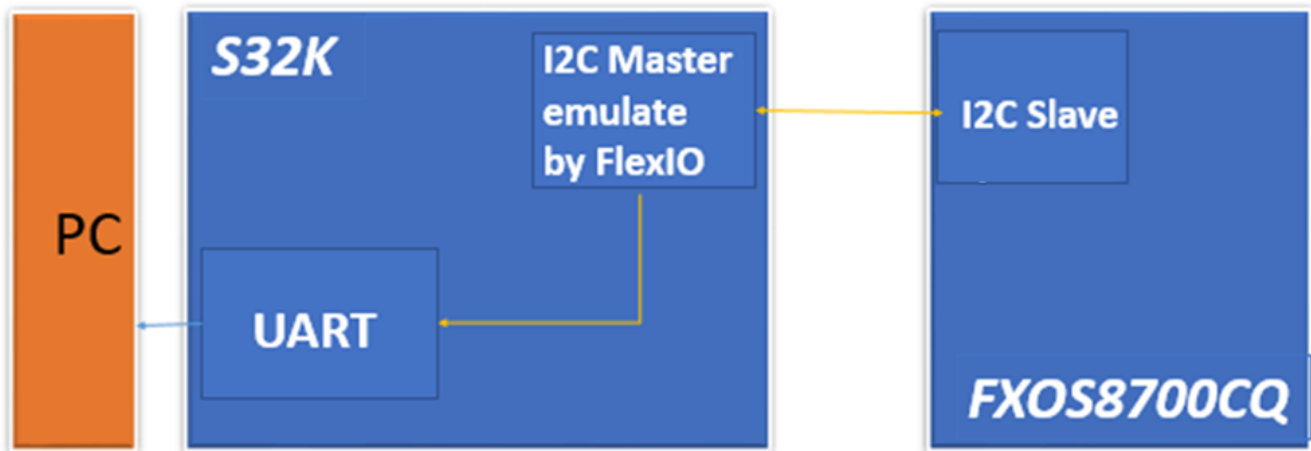 PC
S32K
I2C Master
emulate
by FlexIO
UART
I2C Slave
FXOS8700CQ